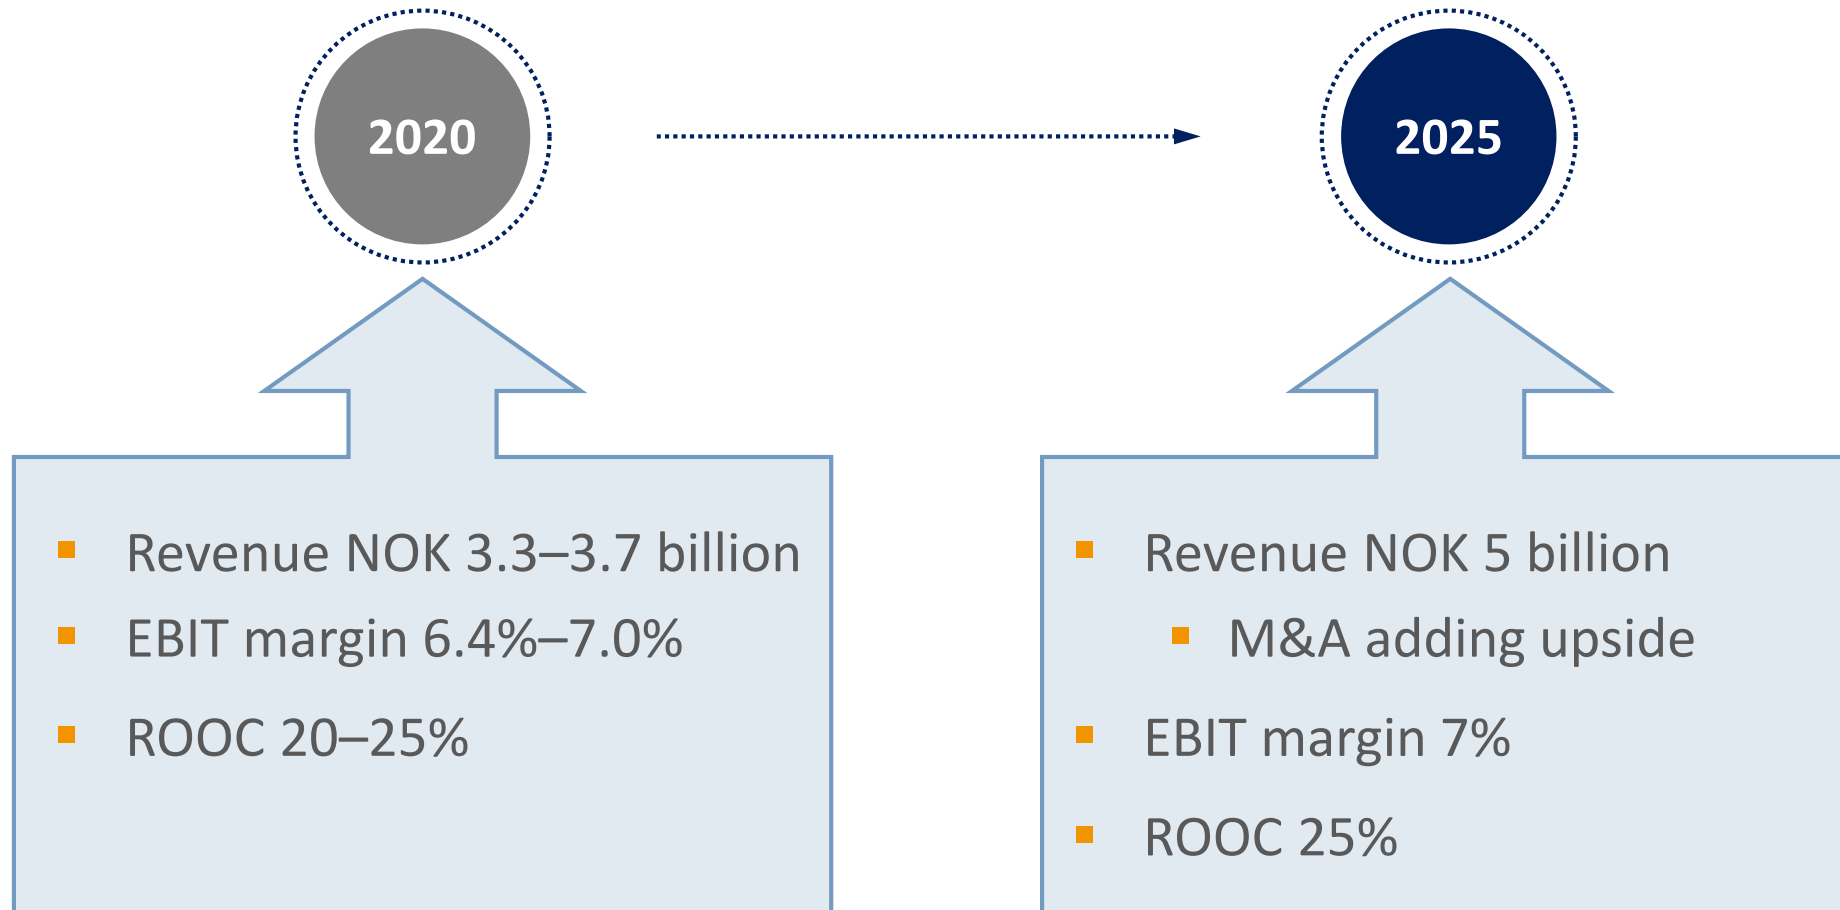 2020
2025
Revenue NOK 3.3–3.7 billion
EBIT margin 6.4%–7.0%
ROOC 20–25%
Revenue NOK 5 billion
M&A adding upside
EBIT margin 7%
ROOC 25%